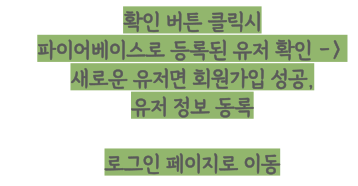 확인 버튼 클릭시
파이어베이스로 등록된 유저 확인 ->
새로운 유저면 회원가입 성공,
유저 정보 등록
로그인 페이지로 이동